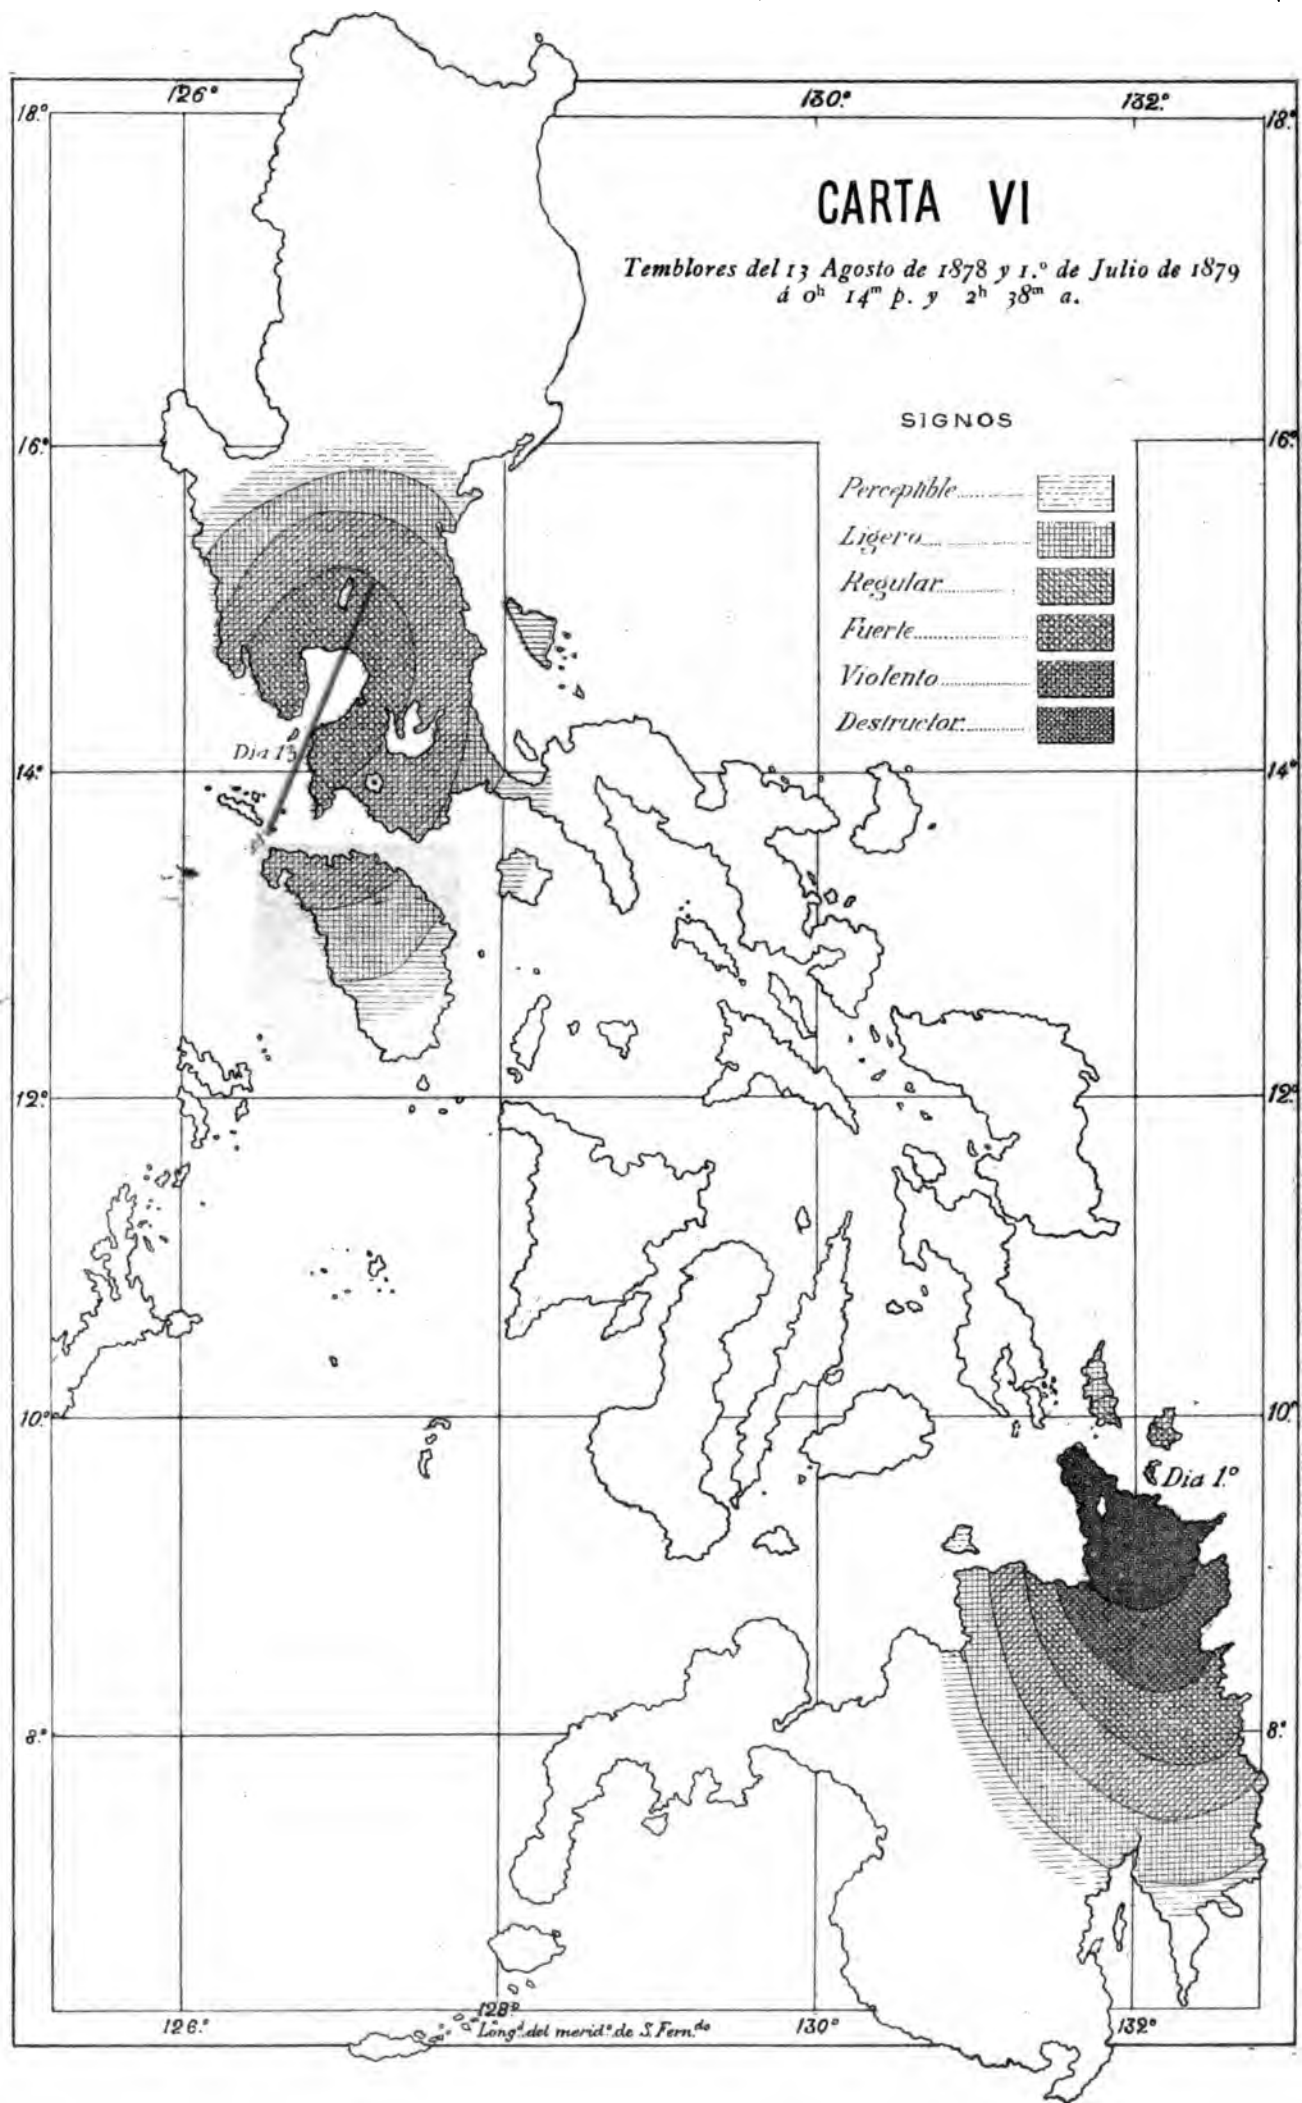 126° 130° 132°
18° 18°
CARTA VI
Temblores del 13 Agosto de 1878 y 1.º de Julio de 1879
á 0ʰ 14ᵐ p. y 2ʰ 38ᵐ a.
16° 16°
SIGNOS
Perceptible
Ligero
Regular
Fuerte
Violento
Destructor
Dia 13
14° 14°
12° 12°
10° 10°
Dia 1º
8° 8°
128°
126° 130° 132°
Longᵈ del meridº de S. Fernᵈᵒ